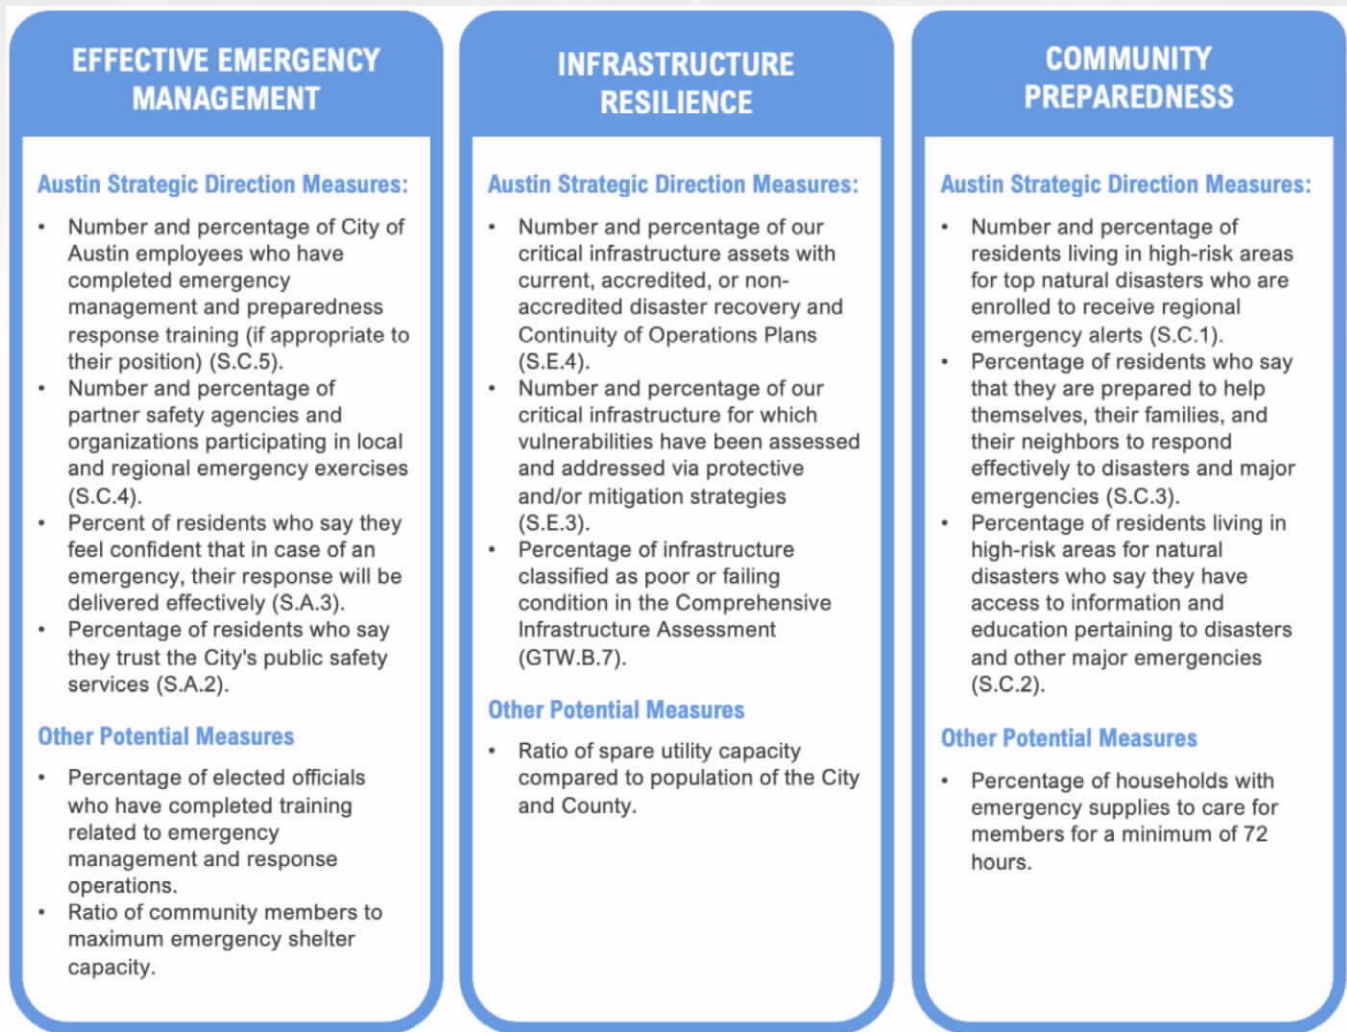 EFFECTIVE EMERGENCY
MANAGEMENT
Austin Strategic Direction Measures:
• Number and percentage of City of
Austin employees who have
completed emergency
management and preparedness
response training (if appropriate to
their position) (S.C.5).
• Number and percentage of
partner safety agencies and
organizations participating in local
and regional emergency exercises
(S.C.4).
• Percent of residents who say they
feel confident that in case of an
emergency, their response will be
delivered effectively (S.A.3).
• Percentage of residents who say
they trust the City's public safety
services (S.A.2).
Other Potential Measures
• Percentage of elected officials
who have completed training
related to emergency
management and response
operations.
• Ratio of community members to
maximum emergency shelter
capacity.
INFRASTRUCTURE
RESILIENCE
Austin Strategic Direction Measures:
• Number and percentage of our
critical infrastructure assets with
current, accredited, or non-
accredited disaster recovery and
Continuity of Operations Plans
(S.E.4).
• Number and percentage of our
critical infrastructure for which
vulnerabilities have been assessed
and addressed via protective
and/or mitigation strategies
(S.E.3).
• Percentage of infrastructure
classified as poor or failing
condition in the Comprehensive
Infrastructure Assessment
(GTW.B.7).
Other Potential Measures
• Ratio of spare utility capacity
compared to population of the City
and County.
COMMUNITY
PREPAREDNESS
Austin Strategic Direction Measures:
• Number and percentage of
residents living in high-risk areas
for top natural disasters who are
enrolled to receive regional
emergency alerts (S.C.1).
• Percentage of residents who say
that they are prepared to help
themselves, their families, and
their neighbors to respond
effectively to disasters and major
emergencies (S.C.3).
• Percentage of residents living in
high-risk areas for natural
disasters who say they have
access to information and
education pertaining to disasters
and other major emergencies
(S.C.2).
Other Potential Measures
• Percentage of households with
emergency supplies to care for
members for a minimum of 72
hours.